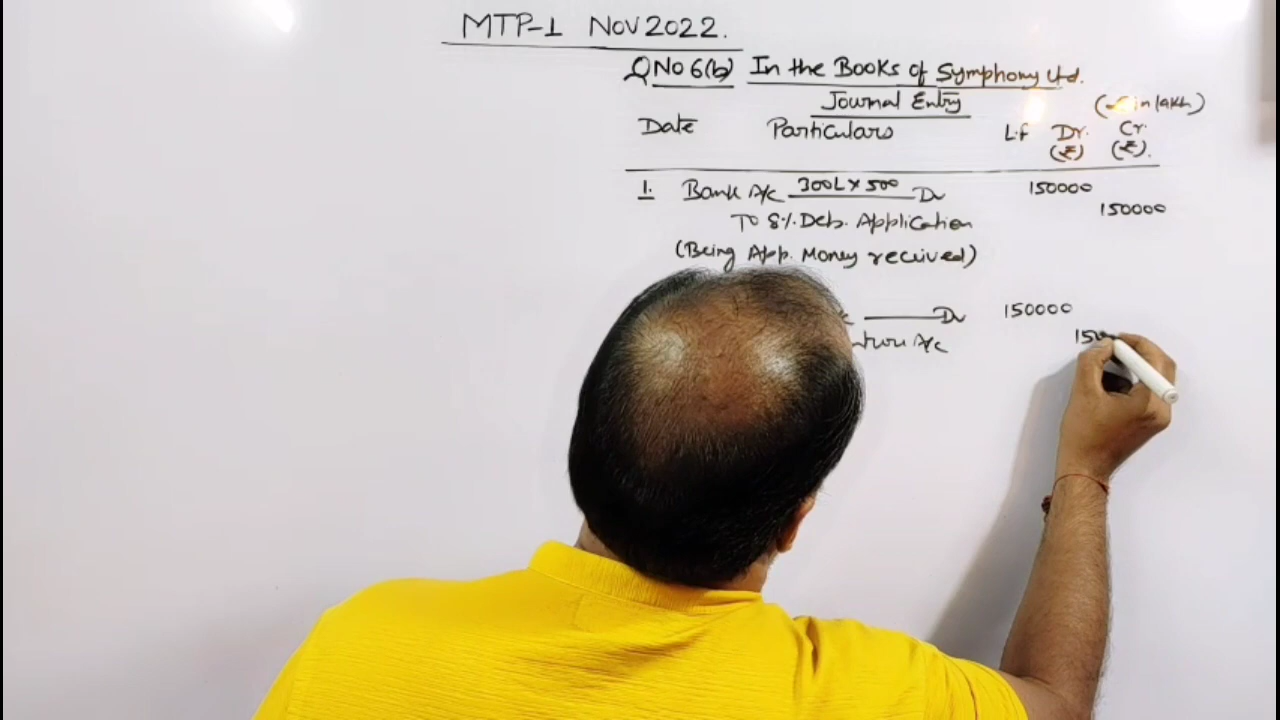 MTP-1 Nov 2022.
Q No 6(b) In the Books of Symphony Ltd.
Journal Entry (₹ in lakh)
Date Particulars L.f Dr. (₹) Cr. (₹).
1. Bank A/c 300L x 500 Dr 150000
To 8% Deb. Application 150000
(Being App. Money received)
Dr 150000
A/c